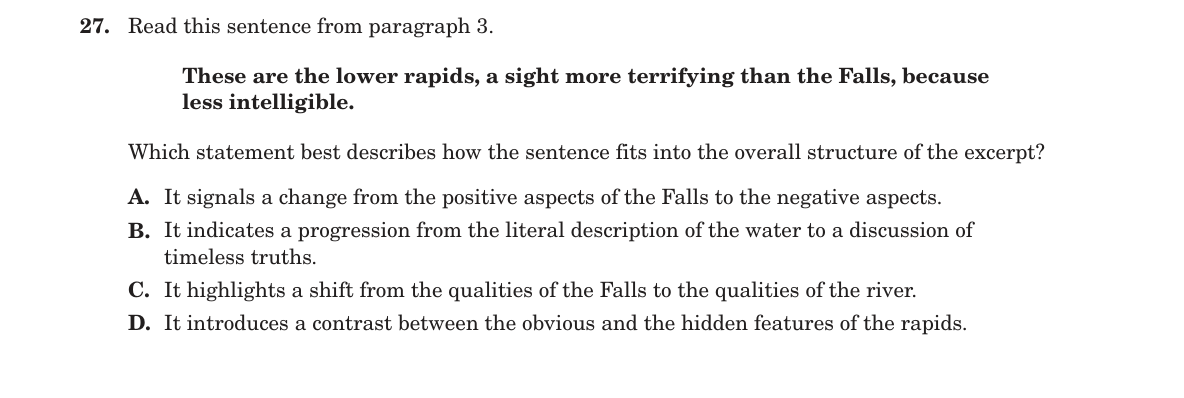 27. Read this sentence from paragraph 3.
These are the lower rapids, a sight more terrifying than the Falls, because
less intelligible.
Which statement best describes how the sentence fits into the overall structure of the excerpt?
A. It signals a change from the positive aspects of the Falls to the negative aspects.
B. It indicates a progression from the literal description of the water to a discussion of
timeless truths.
C. It highlights a shift from the qualities of the Falls to the qualities of the river.
D. It introduces a contrast between the obvious and the hidden features of the rapids.